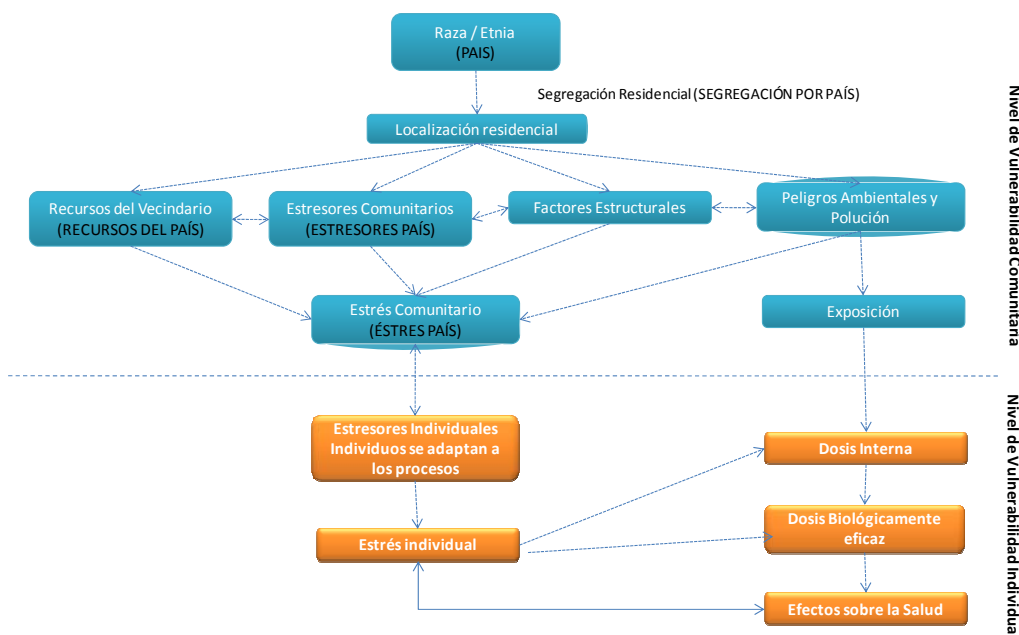 Raza / Etnia
(PAIS)
Segregación Residencial (SEGREGACIÓN POR PAÍS)
Localización residencial
Recursos del Vecindario
(RECURSOS DEL PAÍS)
Estresores Comunitarios
(ESTRESORES PAÍS)
Factores Estructurales
Peligros Ambientales y
Polución
Estrés Comunitario
(ÉSTRES PAÍS)
Exposición
Nivel de Vulnerabilidad Comunitaria
Estresores Individuales
Individuos se adaptan a
los procesos
Dosis Interna
Estrés individual
Dosis Biológicamente
eficaz
Efectos sobre la Salud
Nivel de Vulnerabilidad Individua